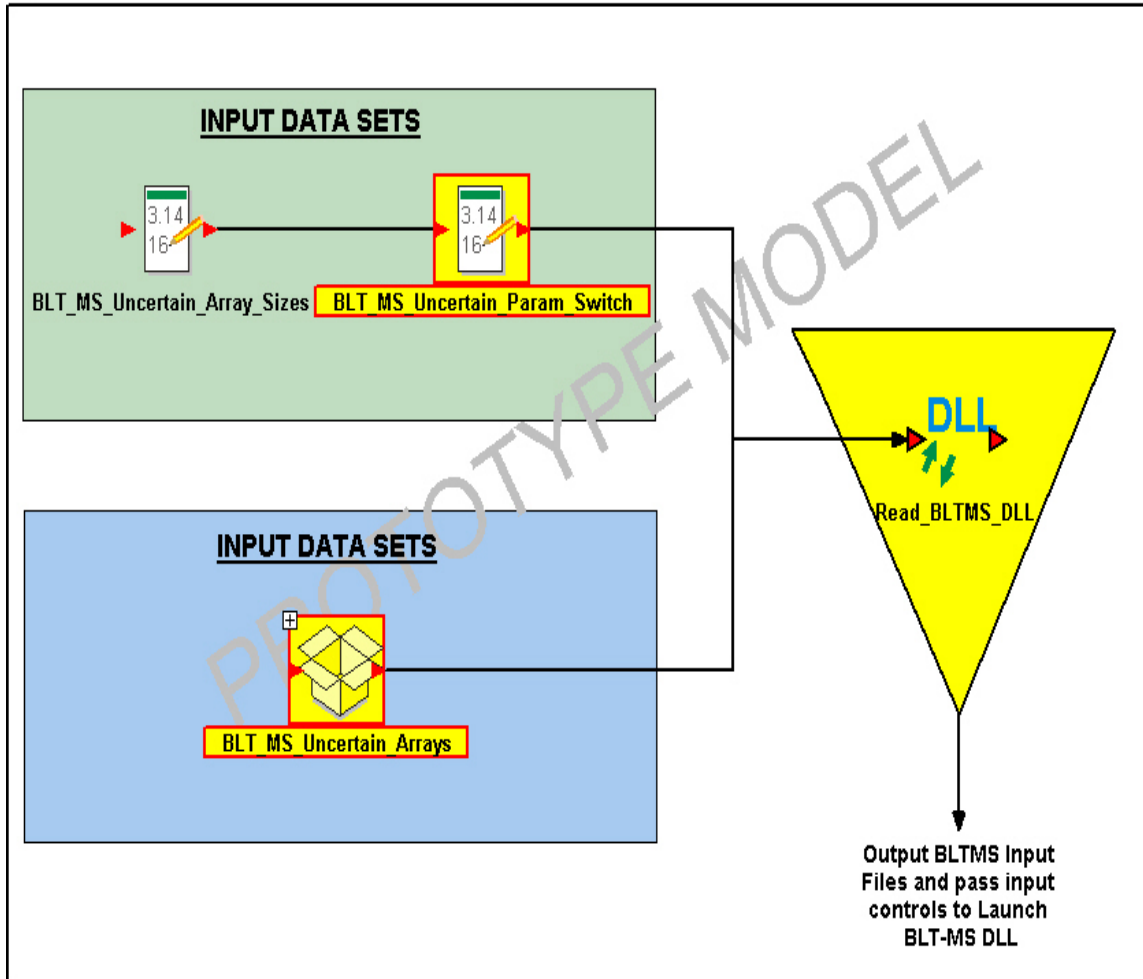 INPUT DATA SETS
3.14
16
3.14
16
BLT_MS_Uncertain_Array_Sizes
BLT_MS_Uncertain_Param_Switch
PROTOTYPE MODEL
DLL
Read_BLTMS_DLL
INPUT DATA SETS
BLT_MS_Uncertain_Arrays
Output BLTMS Input
Files and pass input
controls to Launch
BLT-MS DLL